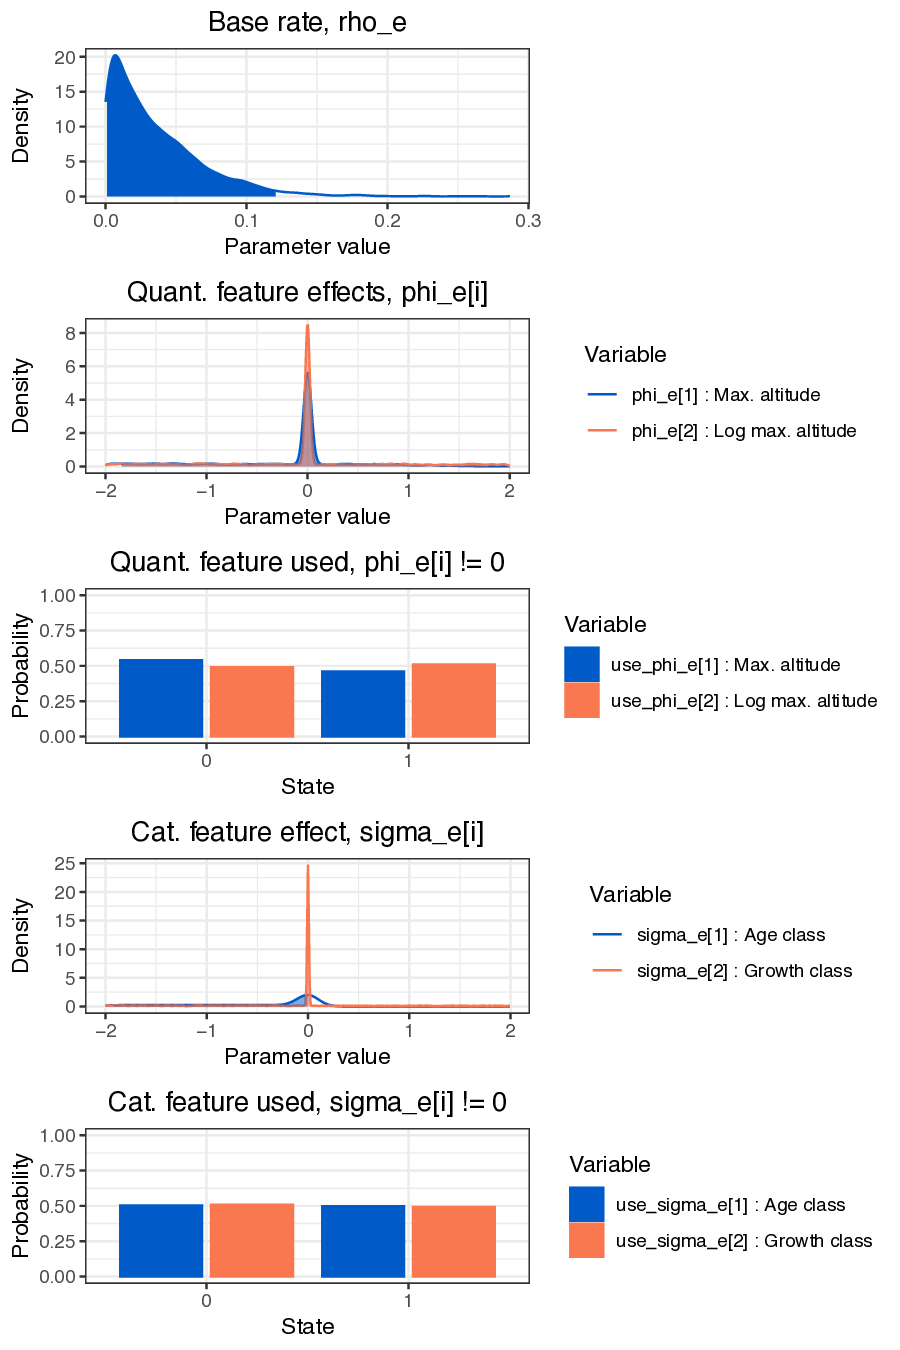 Base rate, rho_e
Density
20
15
10
5
0
0.0 0.1 0.2 0.3
Parameter value
Quant. feature effects, phi_e[i]
Density
8
6
4
2
0
−2 −1 0 1 2
Parameter value
Variable
phi_e[1] : Max. altitude
phi_e[2] : Log max. altitude
Quant. feature used, phi_e[i] != 0
Probability
1.00
0.75
0.50
0.25
0.00
0 1
State
Variable
use_phi_e[1] : Max. altitude
use_phi_e[2] : Log max. altitude
Cat. feature effect, sigma_e[i]
Density
25
20
15
10
5
0
−2 −1 0 1 2
Parameter value
Variable
sigma_e[1] : Age class
sigma_e[2] : Growth class
Cat. feature used, sigma_e[i] != 0
Probability
1.00
0.75
0.50
0.25
0.00
0 1
State
Variable
use_sigma_e[1] : Age class
use_sigma_e[2] : Growth class